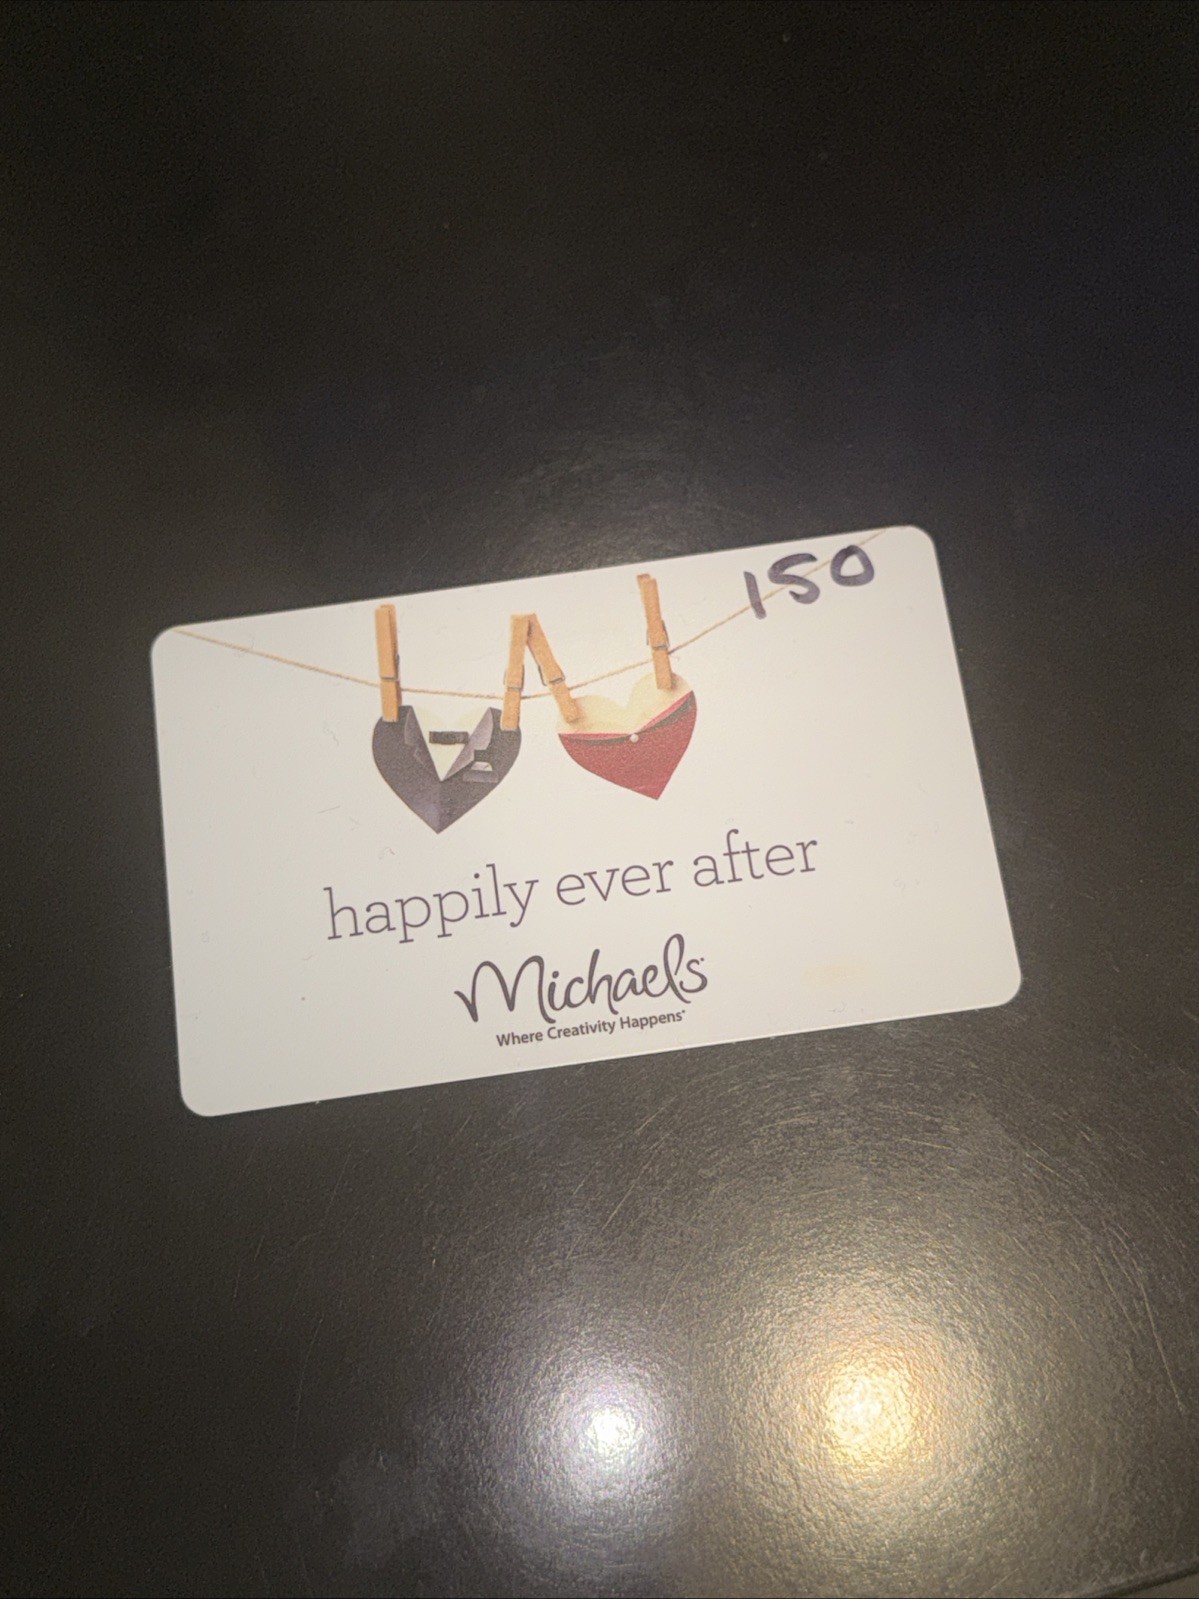 150
happily ever after
Michaels
Where Creativity Happens®